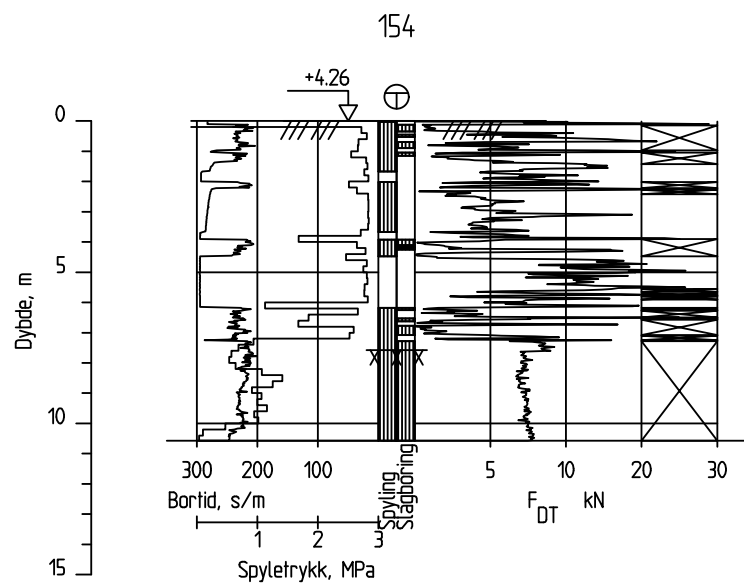 154
+4.26
T
0
5
10
15
Dybde, m
300 200 100
Bortid, s/m
1 2 3
Spyletrykk, MPa
Spyling
Slagboring
5 10 20 30
F DT kN